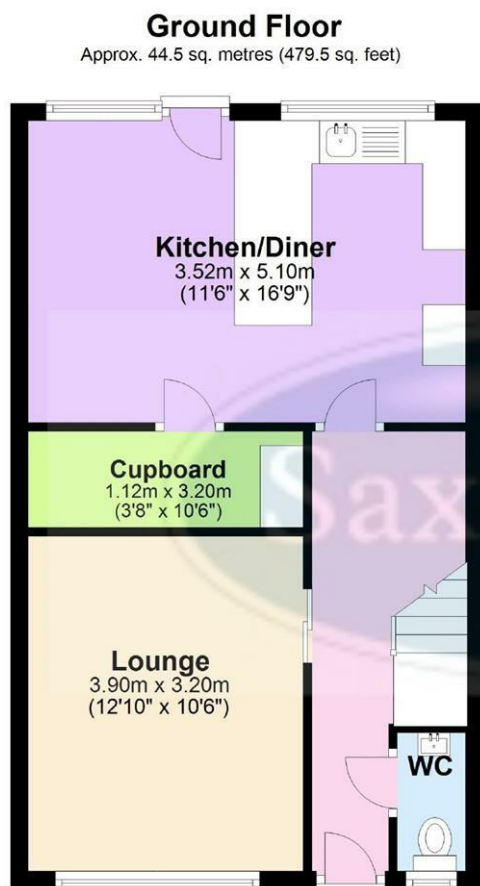 Ground Floor
Approx. 44.5 sq. metres (479.5 sq. feet)
Kitchen/Diner
3.52m x 5.10m
(11'6" x 16'9")
Cupboard
1.12m x 3.20m
(3'8" x 10'6")
Sax
Lounge
3.90m x 3.20m
(12'10" x 10'6")
WC